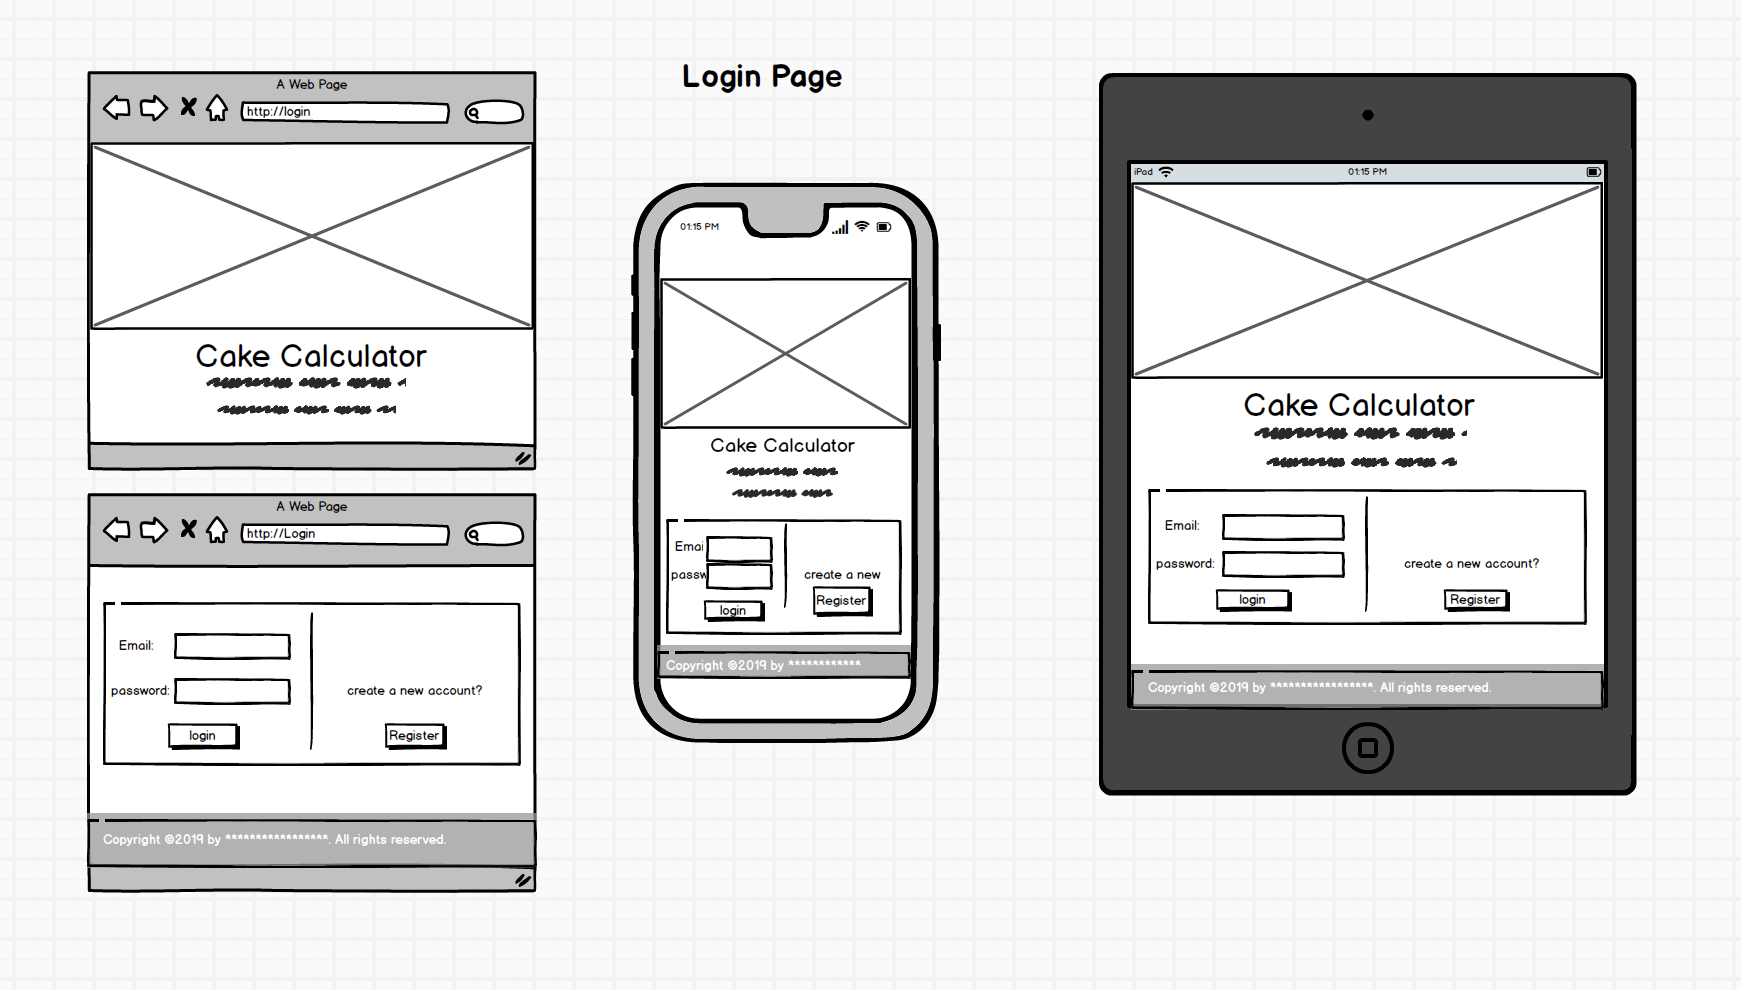 Login Page
A Web Page
http://login
Cake Calculator
A Web Page
http://Login
Email:
password:
create a new account?
login
Register
Copyright ©2019 by *****************. All rights reserved.
01:15 PM
Cake Calculator
Emai
passw
create a new
login
Register
Copyright ©2019 by ************
iPad
01:15 PM
Cake Calculator
Email:
password:
create a new account?
login
Register
Copyright ©2019 by *****************. All rights reserved.